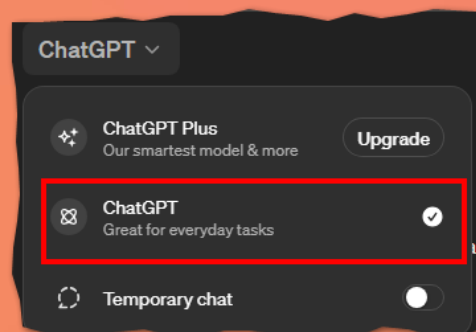 ChatGPT
ChatGPT Plus
Our smartest model & more
Upgrade
ChatGPT
Great for everyday tasks
Temporary chat